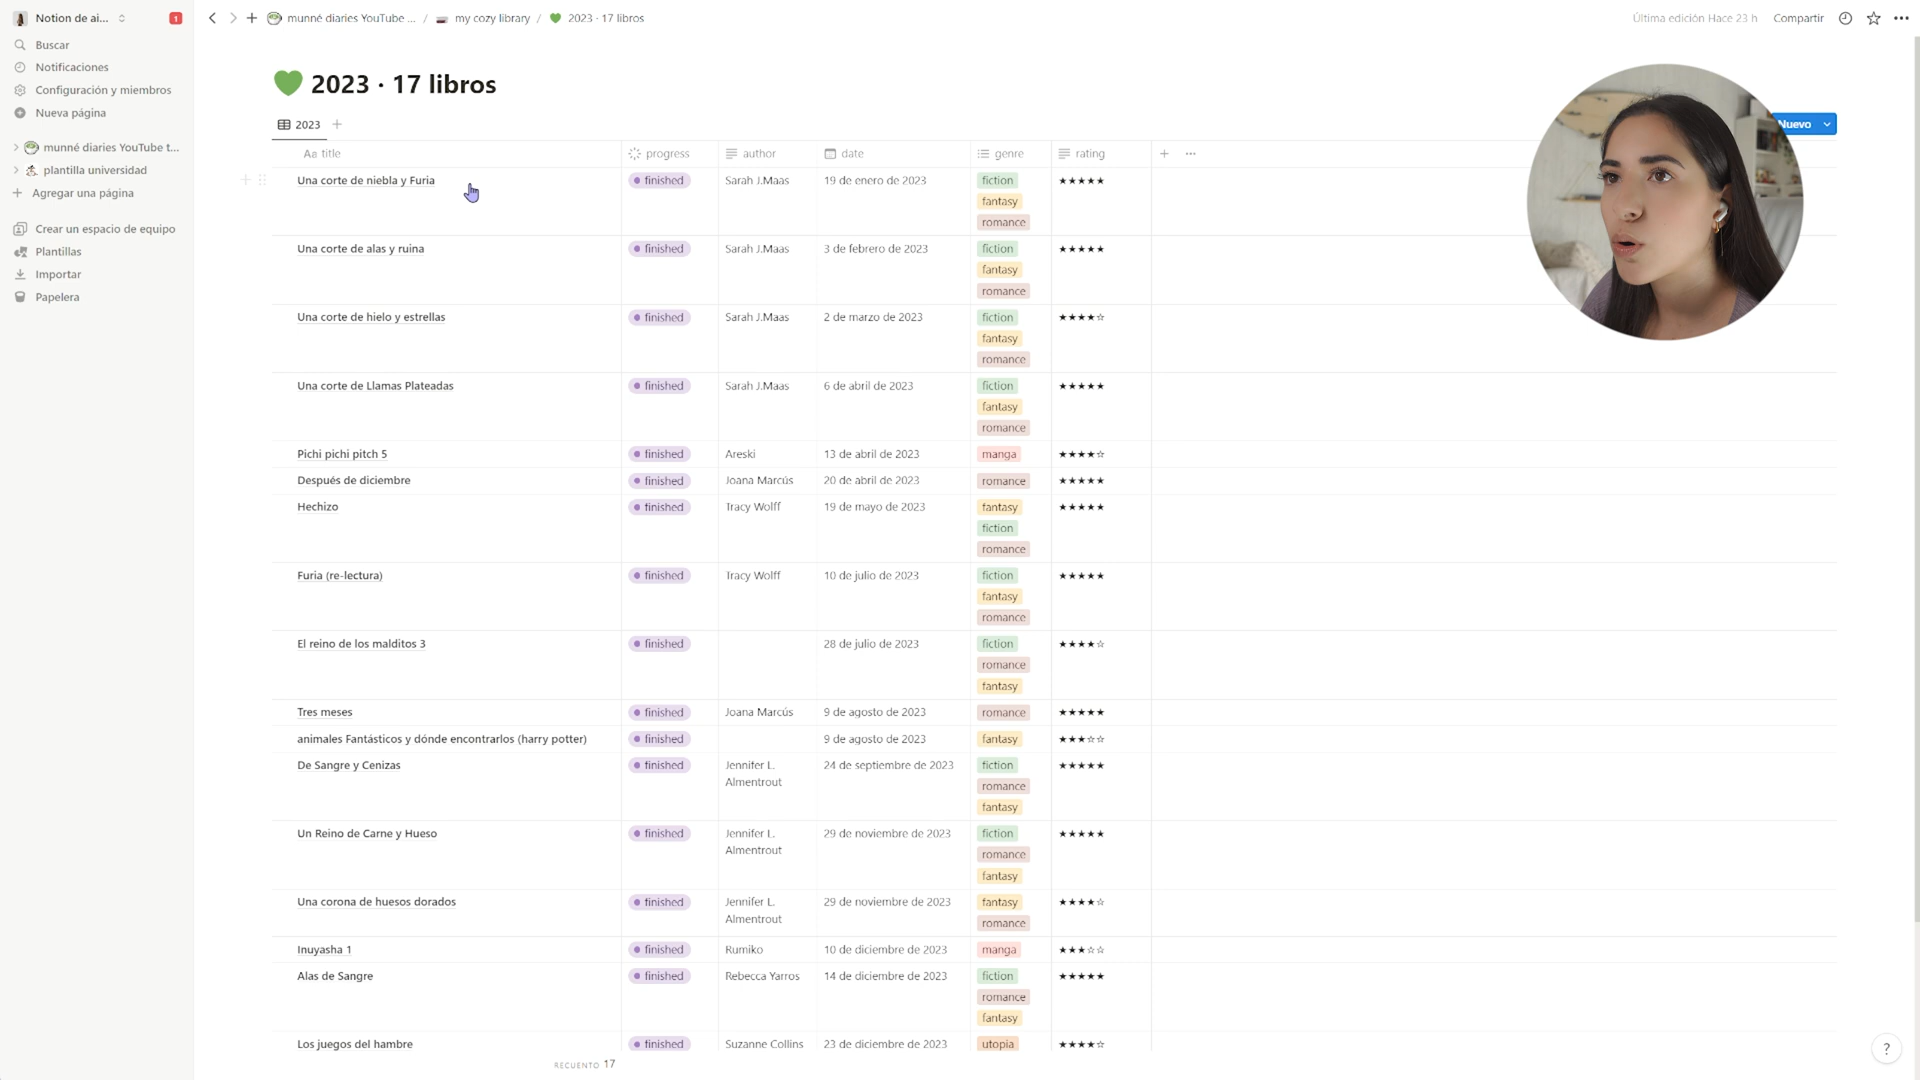 Notion de ai...
1
Buscar
Notificaciones
Configuración y miembros
Nueva página
munné diaries YouTube t...
plantilla universidad
Agregar una página
Crear un espacio de equipo
Plantillas
Importar
Papelera
munné diaries YouTube ... / my cozy library / 2023 · 17 libros
Última edición Hace 23 h Compartir
2023 · 17 libros
2023
Nuevo
Aa title progress author date genre rating
Una corte de niebla y Furia finished Sarah J.Maas 19 de enero de 2023 fiction ★★★★★
fantasy
romance
Una corte de alas y ruina finished Sarah J.Maas 3 de febrero de 2023 fiction ★★★★★
fantasy
romance
Una corte de hielo y estrellas finished Sarah J.Maas 2 de marzo de 2023 fiction ★★★★☆
fantasy
romance
Una corte de Llamas Plateadas finished Sarah J.Maas 6 de abril de 2023 fiction ★★★★★
fantasy
romance
Pichi pichi pitch 5 finished Areski 13 de abril de 2023 manga ★★★★☆
Después de diciembre finished Joana Marcús 20 de abril de 2023 romance ★★★★★
Hechizo finished Tracy Wolff 19 de mayo de 2023 fantasy ★★★★★
fiction
romance
Furia (re-lectura) finished Tracy Wolff 10 de julio de 2023 fiction ★★★★★
fantasy
romance
El reino de los malditos 3 finished 28 de julio de 2023 fiction ★★★★☆
romance
fantasy
Tres meses finished Joana Marcús 9 de agosto de 2023 romance ★★★★★
animales Fantásticos y dónde encontrarlos (harry potter) finished 9 de agosto de 2023 fantasy ★★★☆☆
De Sangre y Cenizas finished Jennifer L. 24 de septiembre de 2023 fiction ★★★★★
Almentrout romance
fantasy
Un Reino de Carne y Hueso finished Jennifer L. 29 de noviembre de 2023 fiction ★★★★★
Almentrout romance
fantasy
Una corona de huesos dorados finished Jennifer L. 29 de noviembre de 2023 fantasy ★★★★☆
Almentrout romance
Inuyasha 1 finished Rumiko 10 de diciembre de 2023 manga ★★★☆☆
Alas de Sangre finished Rebecca Yarros 14 de diciembre de 2023 fiction ★★★★★
romance
fantasy
Los juegos del hambre finished Suzanne Collins 23 de diciembre de 2023 utopia ★★★★☆
RECUENTO 17
?